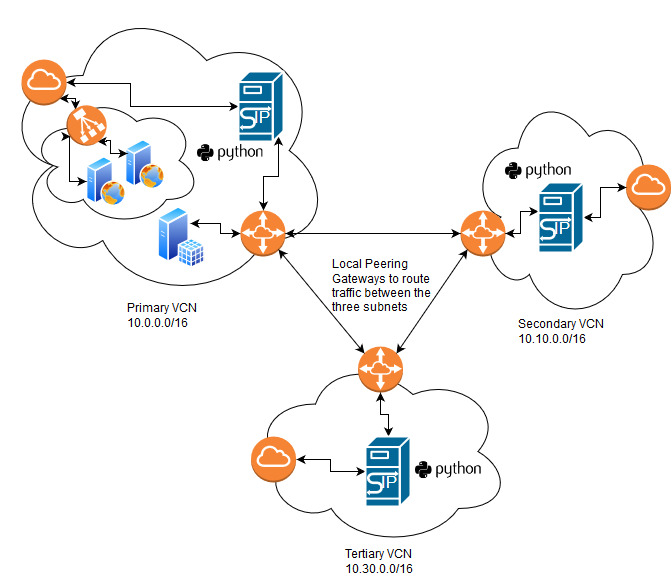 SIP
python
python
SIP
Local Peering
Gateways to route
traffic between the
three subnets
Primary VCN
10.0.0.0/16
Secondary VCN
10.10.0.0/16
SIP
python
Tertiary VCN
10.30.0.0/16